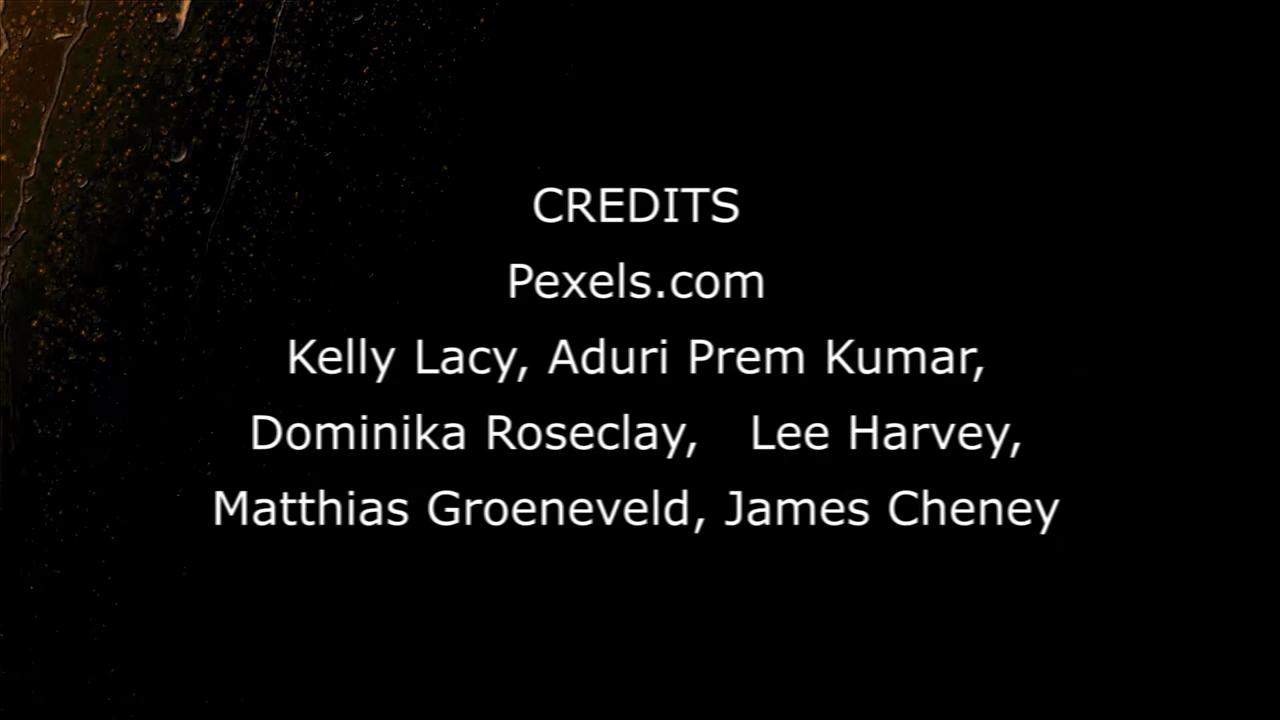 CREDITS
Pexels.com
Kelly Lacy, Aduri Prem Kumar,
Dominika Roseclay,   Lee Harvey,
Matthias Groeneveld, James Cheney